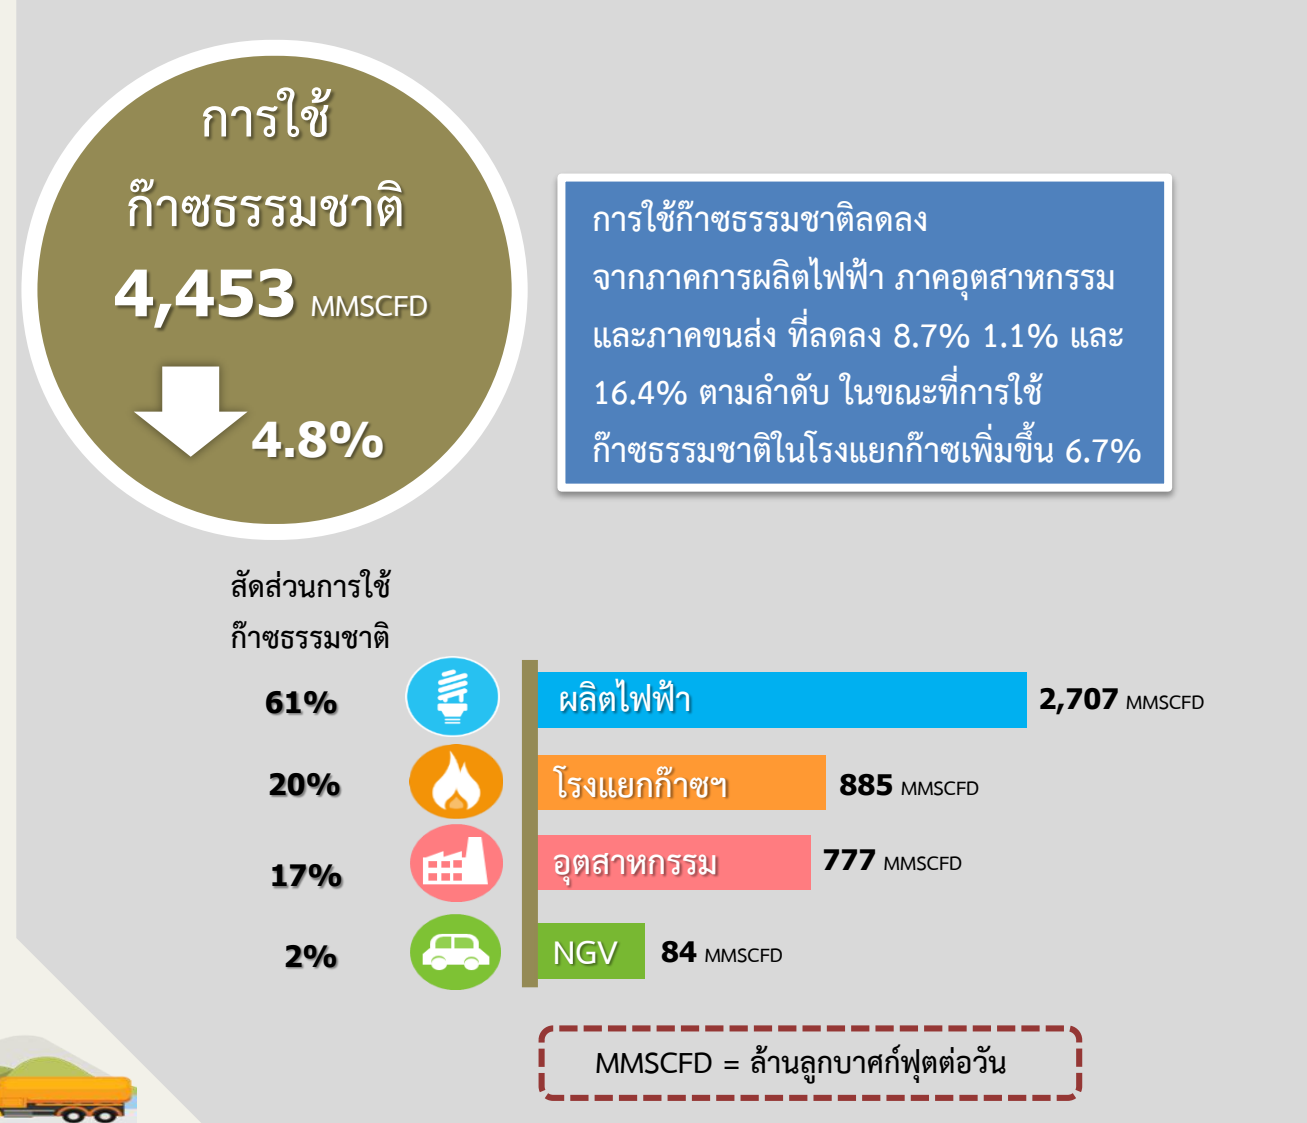 การใช้
ก๊าซธรรมชาติ
4,453 MMSCFD
4.8%
การใช้ก๊าซธรรมชาติลดลง
จากภาคการผลิตไฟฟ้า ภาคอุตสาหกรรม
และภาคขนส่ง ที่ลดลง 8.7% 1.1% และ
16.4% ตามลำดับ ในขณะที่การใช้
ก๊าซธรรมชาติในโรงแยกก๊าซเพิ่มขึ้น 6.7%
สัดส่วนการใช้
ก๊าซธรรมชาติ
61% ผลิตไฟฟ้า 2,707 MMSCFD
20% โรงแยกก๊าซฯ 885 MMSCFD
17% อุตสาหกรรม 777 MMSCFD
2% NGV 84 MMSCFD
MMSCFD = ล้านลูกบาศก์ฟุตต่อวัน